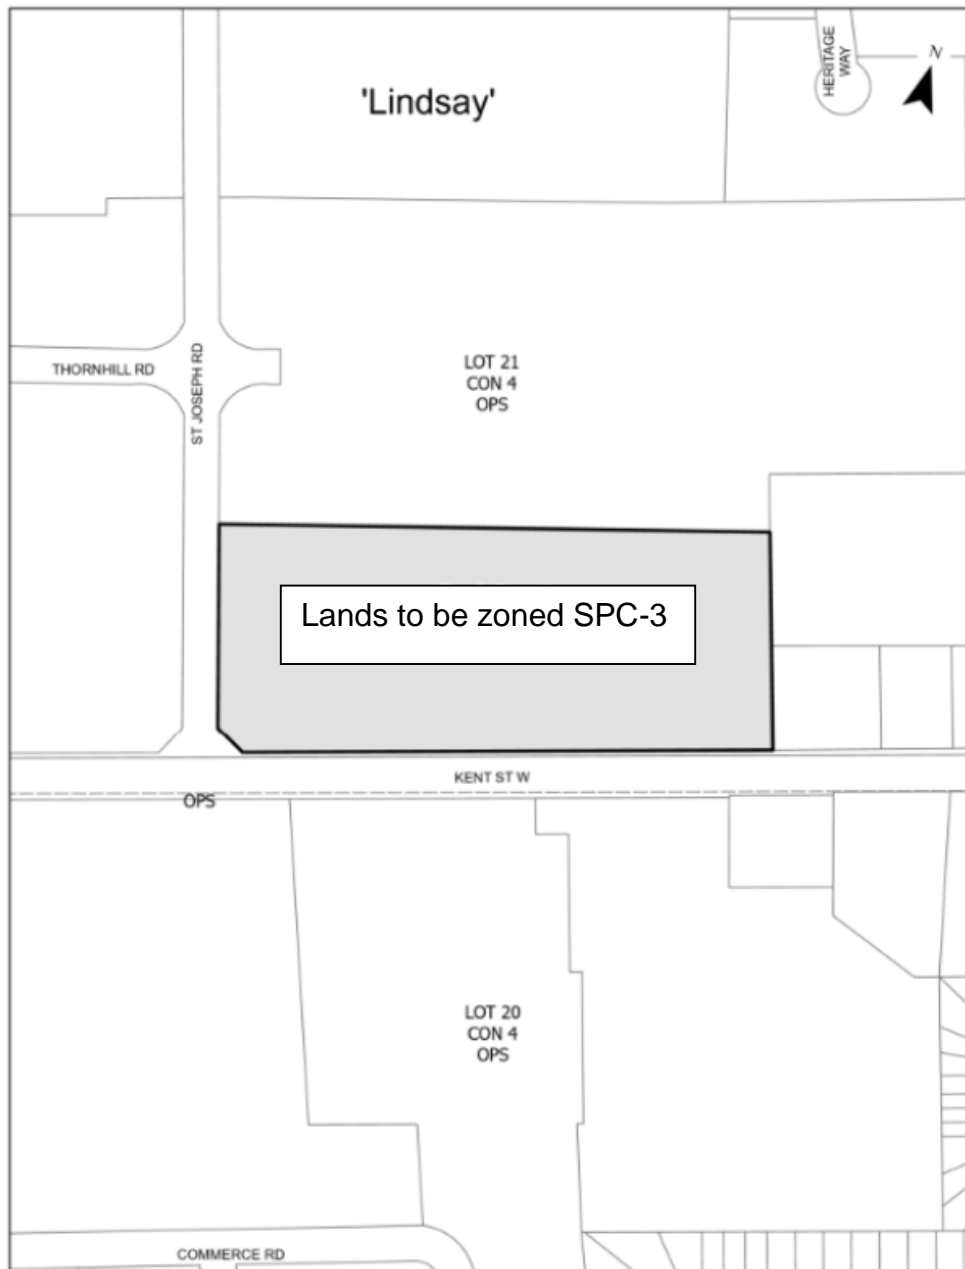 HERITAGE
WAY
N
'Lindsay'
THORNHILL RD
ST JOSEPH RD
LOT 21
CON 4
OPS
Lands to be zoned SPC-3
KENT ST W
OPS
LOT 20
CON 4
OPS
COMMERCE RD